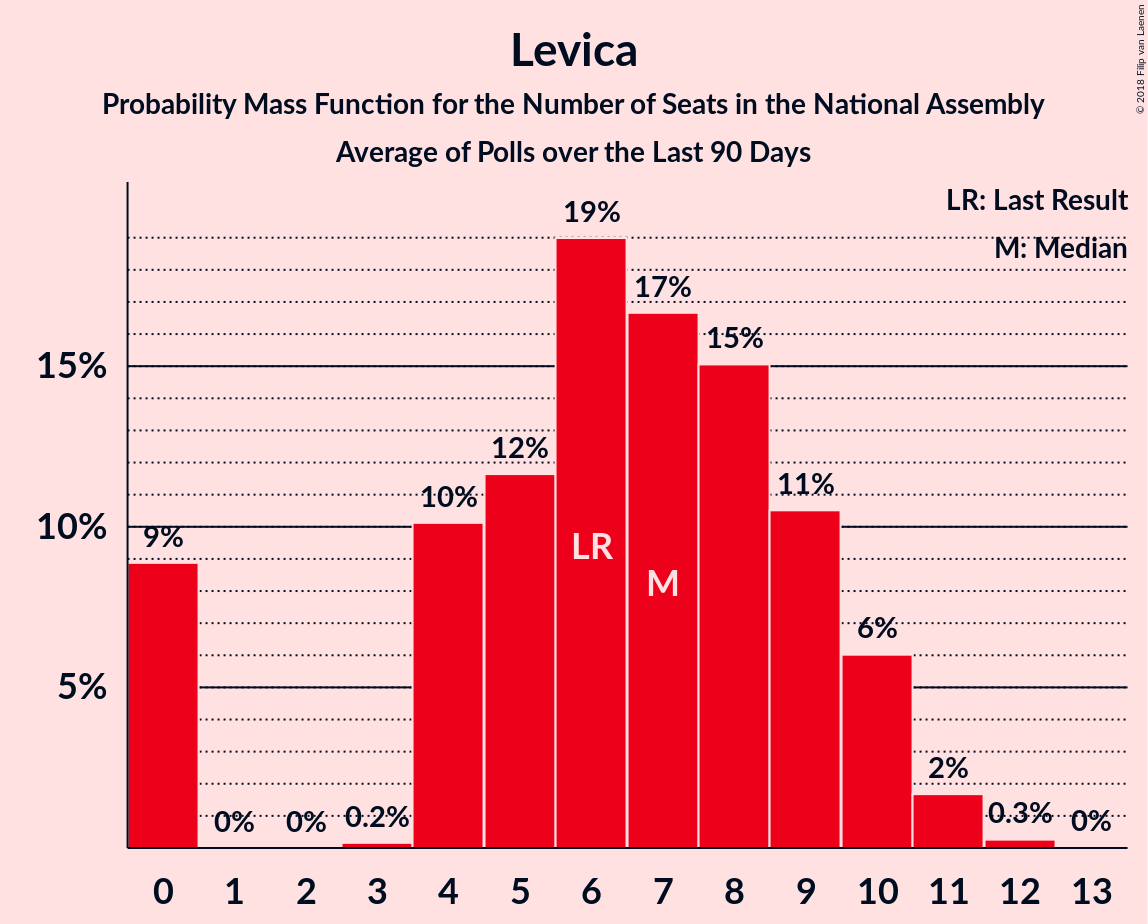 Levica
Probability Mass Function for the Number of Seats in the National Assembly
Average of Polls over the Last 90 Days
© 2018 Filip van Laenen
LR: Last Result
M: Median
19%
17%
15%
15%
12%
11%
10%
10%
9%
LR
M
6%
5%
2%
0% 0% 0.2% 0.3% 0%
0 1 2 3 4 5 6 7 8 9 10 11 12 13